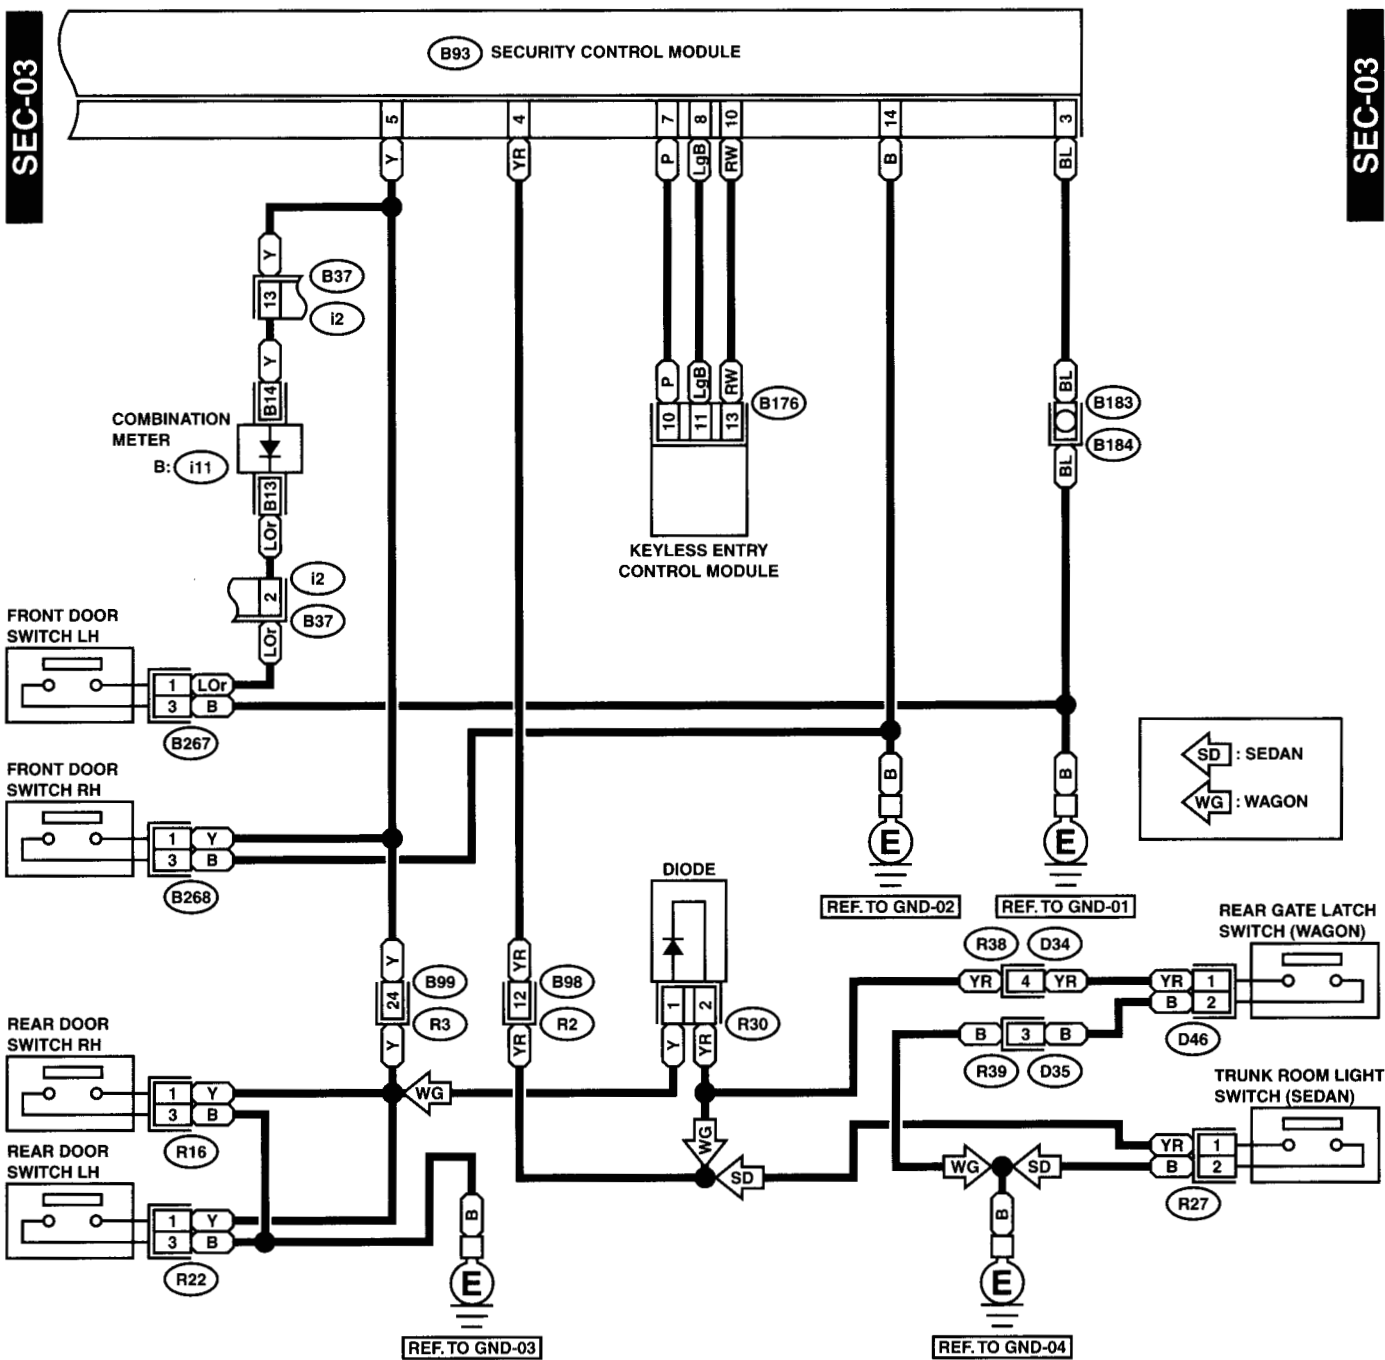 SEC-03
SEC-03
B93 SECURITY CONTROL MODULE
5 4 7 8 10 14 3
Y YR P LgB RW B BL
Y
B37
13
i2
Y
B14
COMBINATION
METER
B: i11
B13
LOr
i2
2
B37
LOr
P LgB RW
10 11 13
B176
KEYLESS ENTRY
CONTROL MODULE
BL
B183
B184
BL
FRONT DOOR
SWITCH LH
1 LOr
3 B
B267
FRONT DOOR
SWITCH RH
1 Y
3 B
B268
B
E
REF. TO GND-02
B
E
REF. TO GND-01
SD : SEDAN
WG : WAGON
Y
24
Y
B99
R3
YR
12
YR
B98
R2
DIODE
1 2
R30
Y YR
WG
WG
SD
R38 D34
YR 4 YR
B 3 B
R39 D35
REAR GATE LATCH
SWITCH (WAGON)
YR 1
B 2
D46
TRUNK ROOM LIGHT
SWITCH (SEDAN)
YR 1
B 2
R27
WG SD
B
E
REF. TO GND-04
REAR DOOR
SWITCH RH
1 Y
3 B
R16
REAR DOOR
SWITCH LH
1 Y
3 B
R22
B
E
REF. TO GND-03